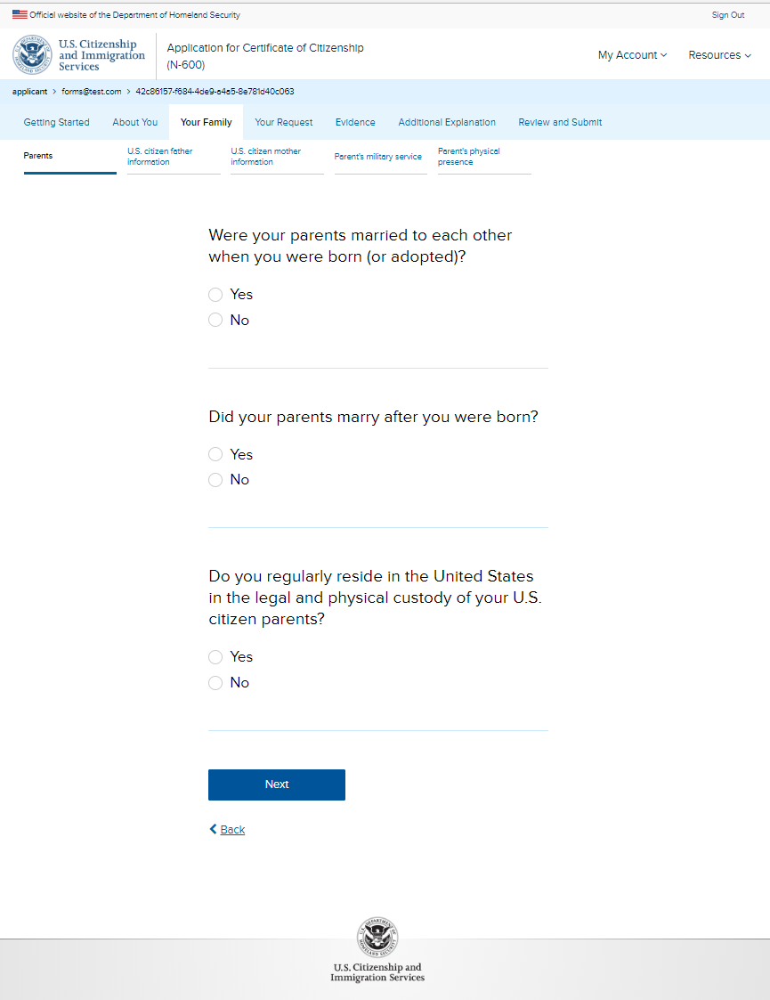 Official website of the Department of Homeland Security
Sign Out
U.S. Citizenship
and Immigration
Services
Application for Certificate of Citizenship
(N-600)
My Account
Resources
applicant > forms@test.com > 42c86157-f684-4de9-a4a5-8e781d40c063
Getting Started About You Your Family Your Request Evidence Additional Explanation Review and Submit
Parents
U.S. citizen father
information
U.S. citizen mother
information
Parent's military service
Parent's physical
presence
Were your parents married to each other
when you were born (or adopted)?
Yes
No
Did your parents marry after you were born?
Yes
No
Do you regularly reside in the United States
in the legal and physical custody of your U.S.
citizen parents?
Yes
No
Next
Back
U.S. Citizenship and
Immigration Services